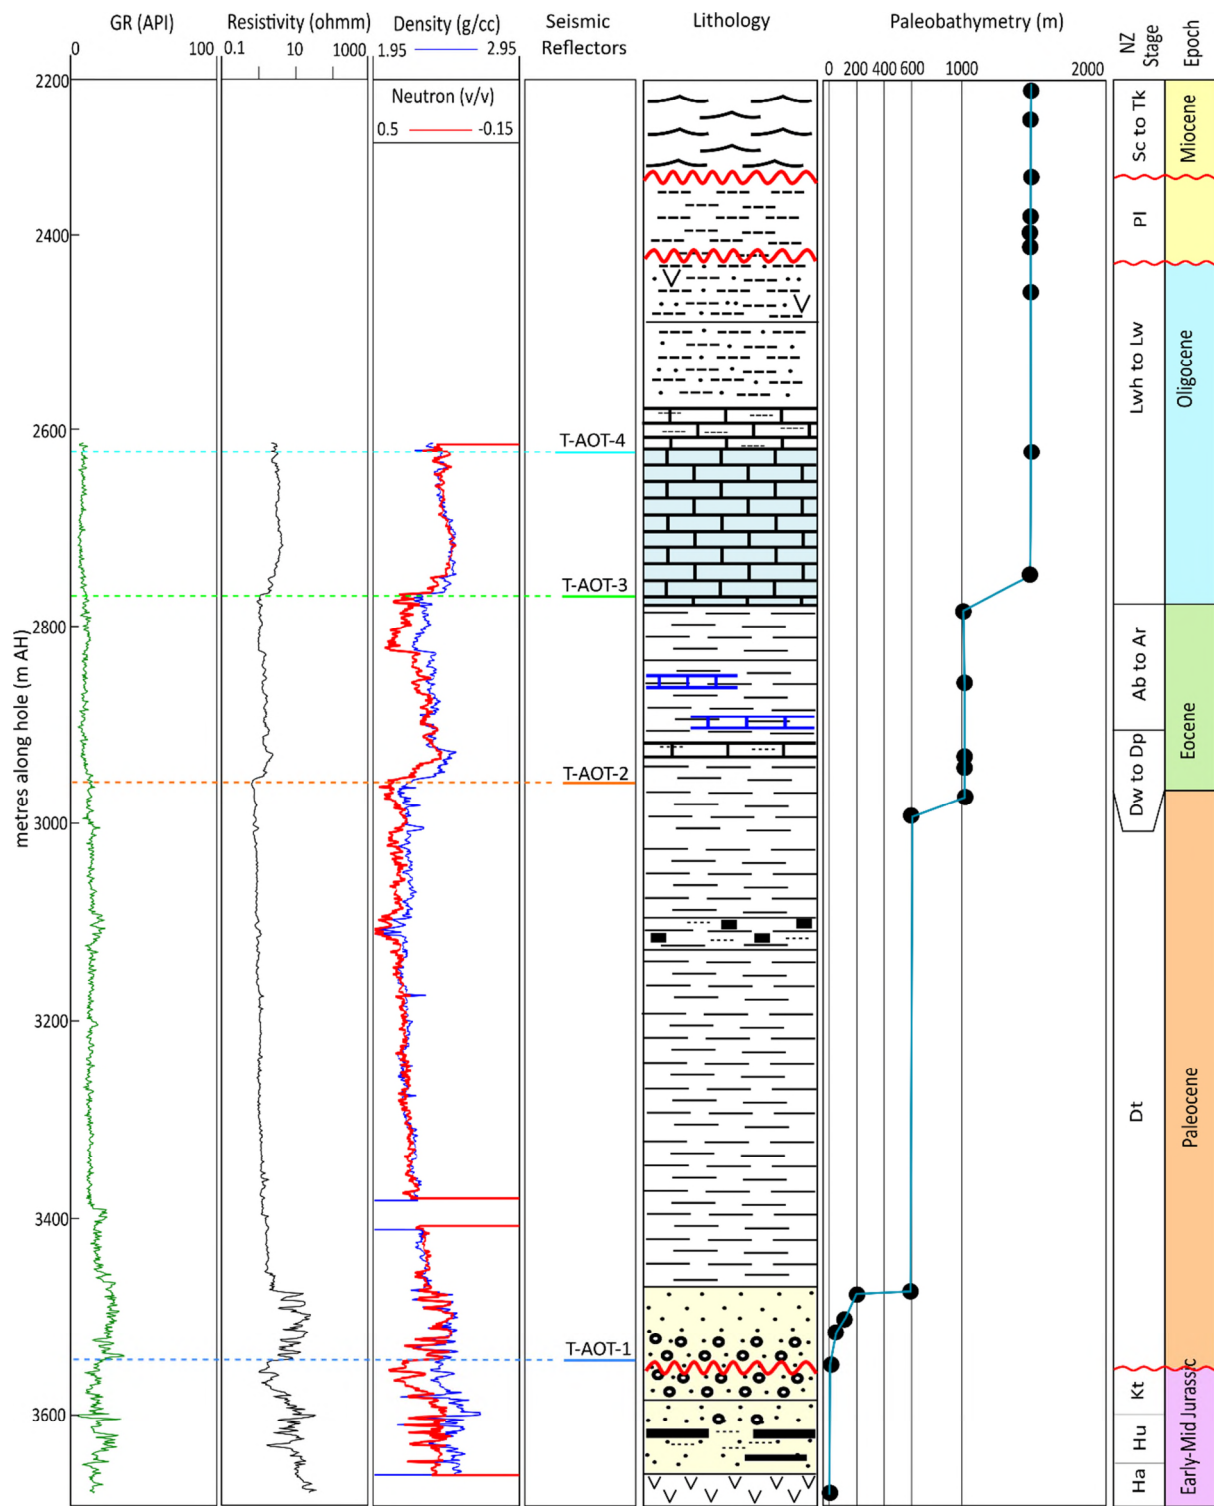 GR (API)
0 100
Resistivity (ohmm)
0.1 10 1000
Density (g/cc)
1.95 2.95
Neutron (v/v)
0.5 -0.15
Seismic
Reflectors
Lithology
Paleobathymetry (m)
0 200 400 600 1000 2000
NZ
Stage
Epoch
metres along hole (m AH)
2200
2400
2600
2800
3000
3200
3400
3600
T-AOT-4
T-AOT-3
T-AOT-2
T-AOT-1
Sc to Tk
Pl
Lwh to Lw
Ab to Ar
Dw to Dp
Dt
Kt
Hu
Ha
Miocene
Oligocene
Eocene
Paleocene
Early-Mid Jurassic